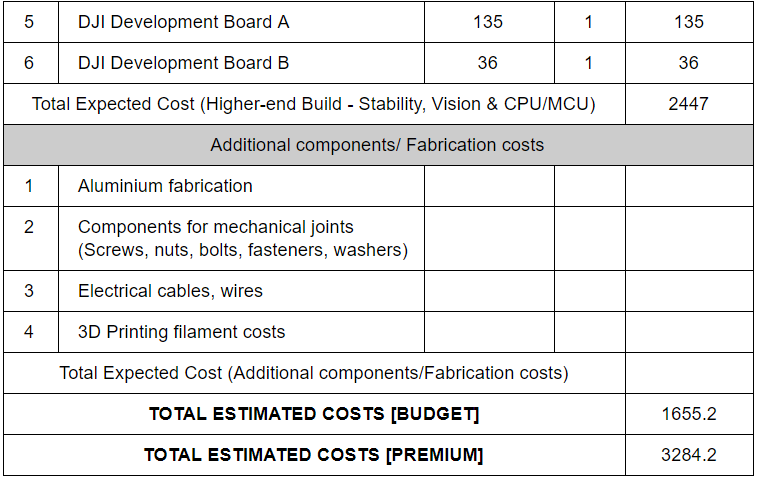 5 DJI Development Board A 135 1 135
6 DJI Development Board B 36 1 36
Total Expected Cost (Higher-end Build - Stability, Vision & CPU/MCU) 2447
Additional components/ Fabrication costs
1 Aluminium fabrication
2 Components for mechanical joints
(Screws, nuts, bolts, fasteners, washers)
3 Electrical cables, wires
4 3D Printing filament costs
Total Expected Cost (Additional components/Fabrication costs)
TOTAL ESTIMATED COSTS [BUDGET] 1655.2
TOTAL ESTIMATED COSTS [PREMIUM] 3284.2